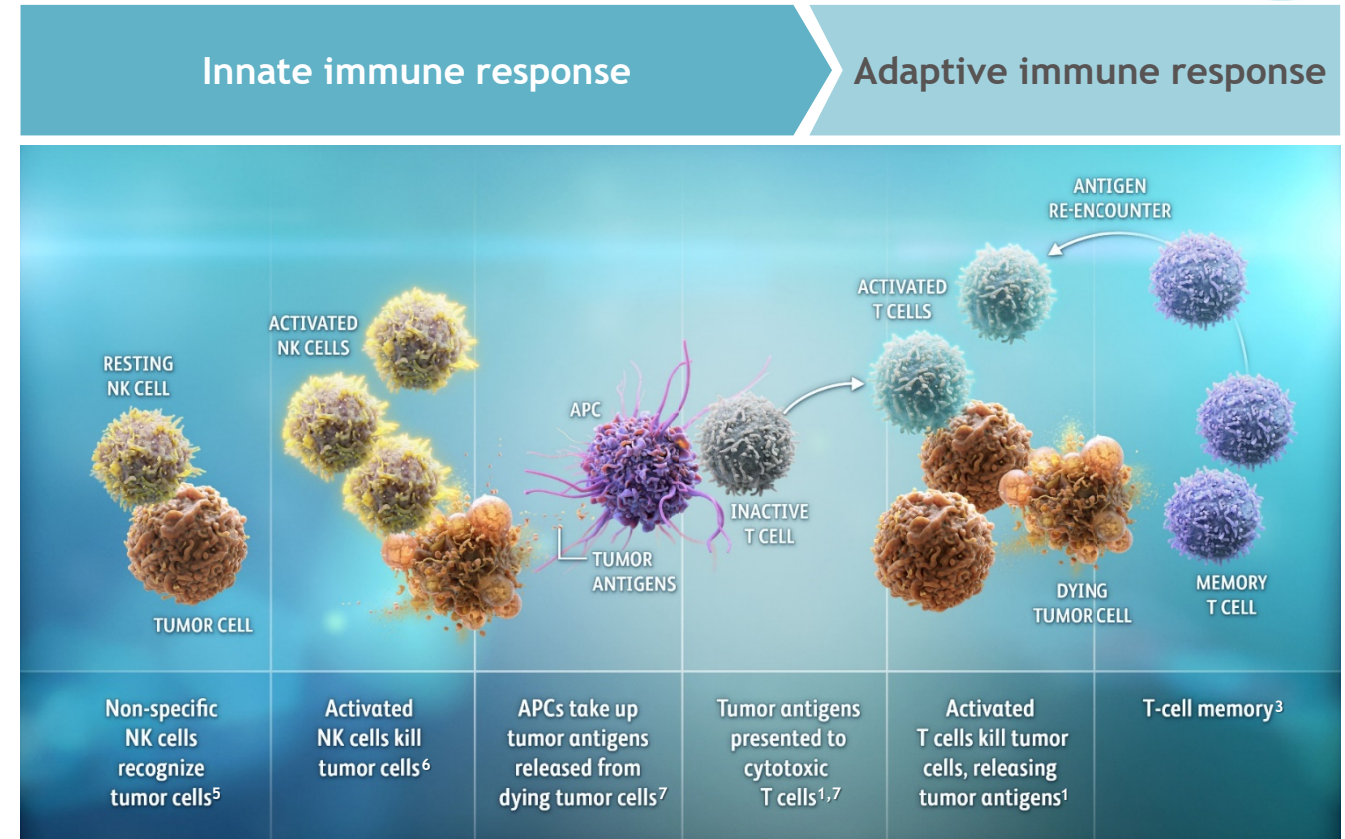 Innate immune response
Adaptive immune response
ANTIGEN
RE-ENCOUNTER
ACTIVATED
T CELLS
ACTIVATED
NK CELLS
RESTING
NK CELL
APC
INACTIVE
T CELL
TUMOR
ANTIGENS
TUMOR CELL
DYING
TUMOR CELL
MEMORY
T CELL
Non-specific
NK cells
recognize
tumor cells5
Activated
NK cells kill
tumor cells6
APCs take up
tumor antigens
released from
dying tumor cells7
Tumor antigens
presented to
cytotoxic
T cells1,7
Activated
T cells kill tumor
cells, releasing
tumor antigens1
T-cell memory3